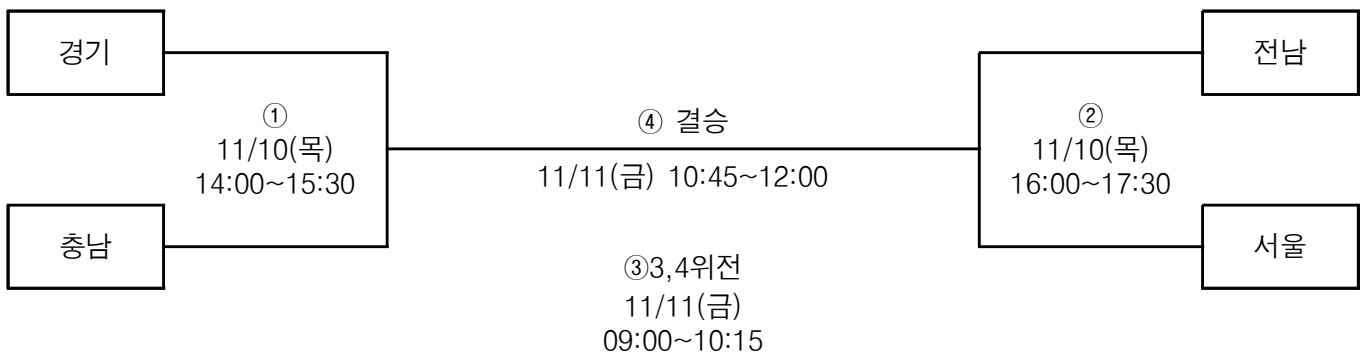 경기
전남
①
11/10(목)
14:00~15:30
④ 결승
11/11(금) 10:45~12:00
②
11/10(목)
16:00~17:30
충남
서울
③3,4위전
11/11(금)
09:00~10:15